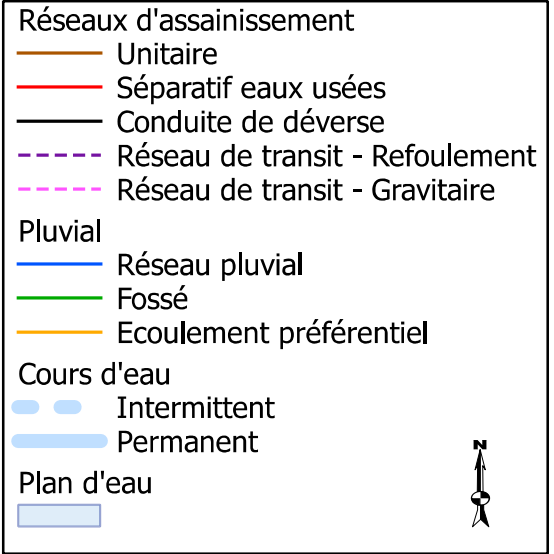 Réseaux d'assainissement
Unitaire
Séparatif eaux usées
Conduite de déverse
Réseau de transit - Refoulement
Réseau de transit - Gravitaire
Pluvial
Réseau pluvial
Fossé
Ecoulement préférentiel
Cours d'eau
Intermittent
Permanent
Plan d'eau
N